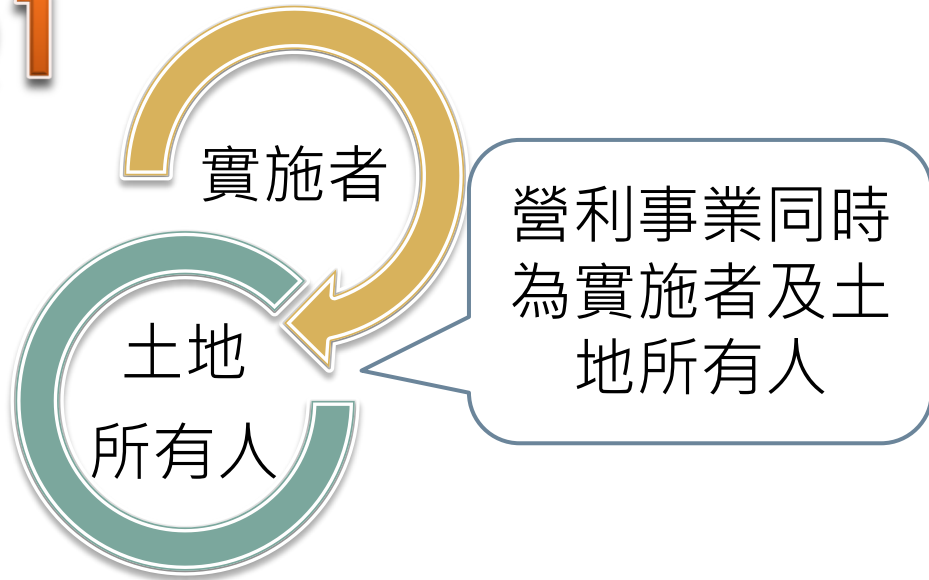 1
實施者
營利事業同時
為實施者及土
地所有人
土地
所有人